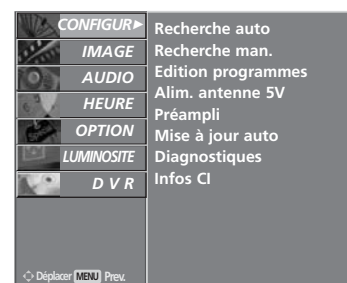 CONFIGUR►
IMAGE
AUDIO
HEURE
OPTION
LUMINOSITE
D V R
Recherche auto
Recherche man.
Edition programmes
Alim. antenne 5V
Préampli
Mise à jour auto
Diagnostiques
Infos CI
Déplacer MENU Prev.